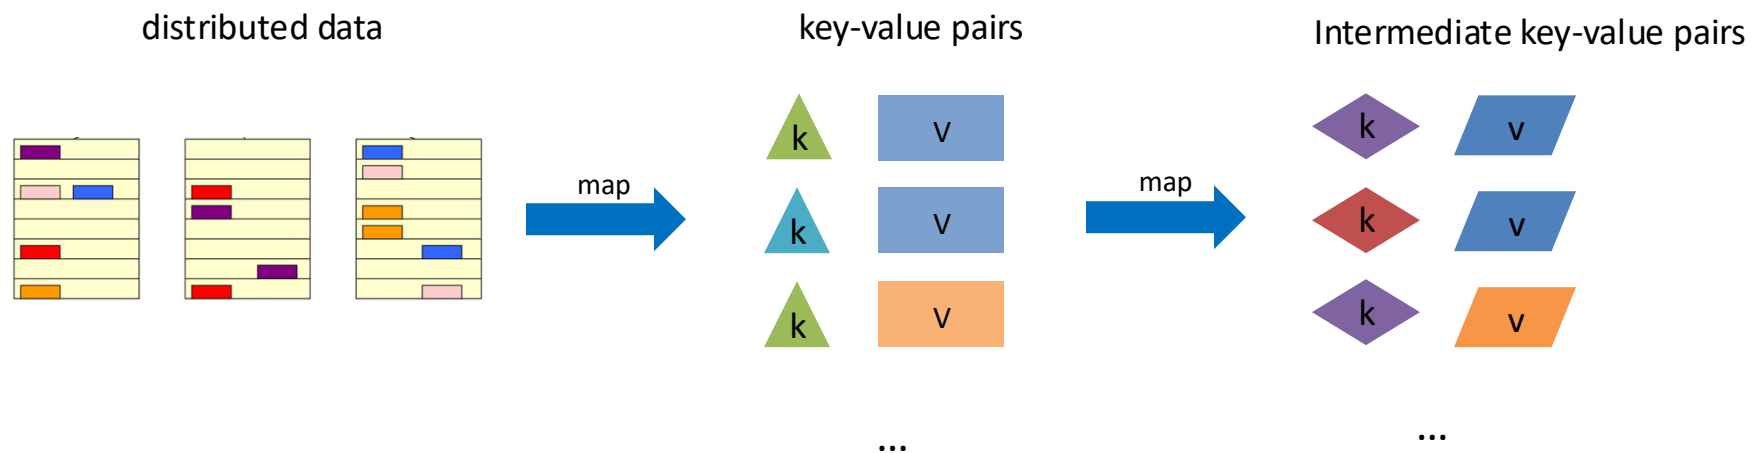 distributed data
key-value pairs
Intermediate key-value pairs
map
map
k V
k V
k V
k v
k v
k v
...
...